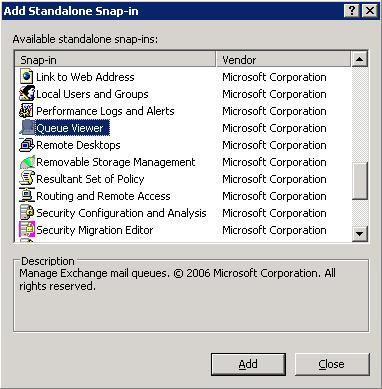 Add Standalone Snap-in
Available standalone snap-ins:
Snap-in Vendor
Link to Web Address Microsoft Corporation
Local Users and Groups Microsoft Corporation
Performance Logs and Alerts Microsoft Corporation
Queue Viewer Microsoft Corporation
Remote Desktops Microsoft Corporation
Removable Storage Management Microsoft Corporation
Resultant Set of Policy Microsoft Corporation
Routing and Remote Access Microsoft Corporation
Security Configuration and Analysis Microsoft Corporation
Security Migration Editor Microsoft Corporation
Description
Manage Exchange mail queues. © 2006 Microsoft Corporation. All
rights reserved.
Add Close